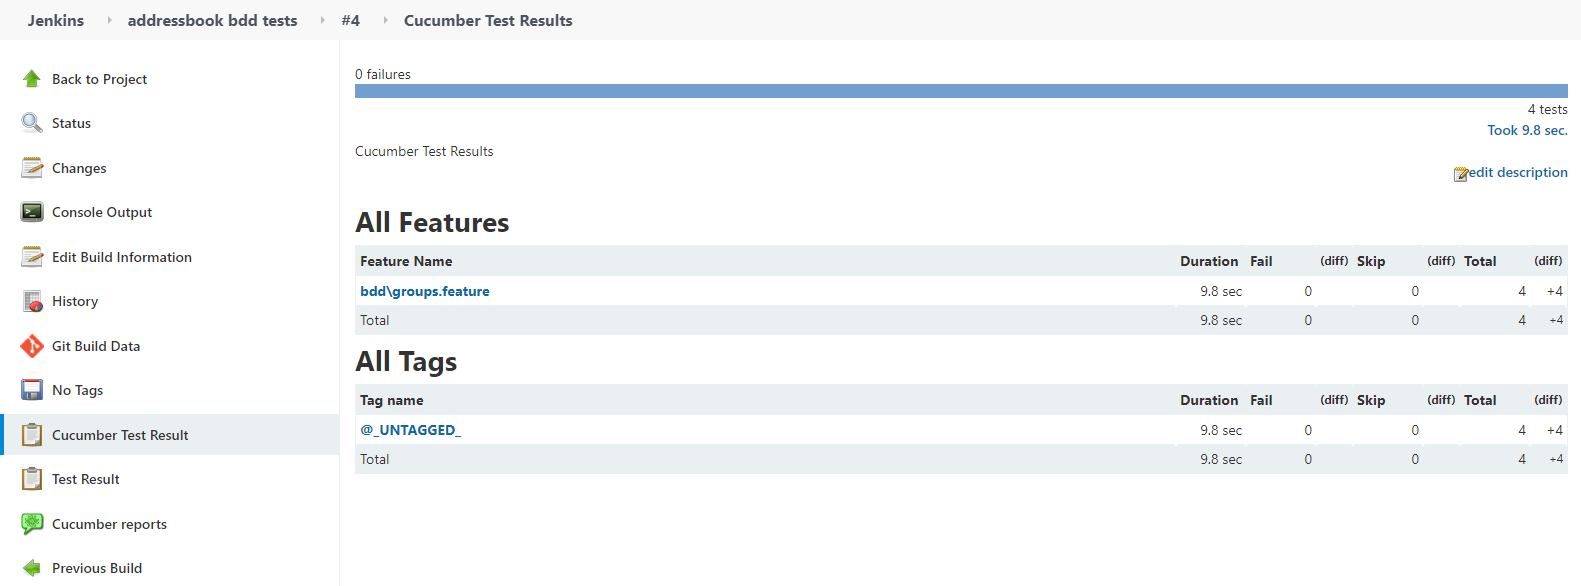 Jenkins addressbook bdd tests #4 Cucumber Test Results
Back to Project
Status
Changes
Console Output
Edit Build Information
History
Git Build Data
No Tags
Cucumber Test Result
Test Result
Cucumber reports
Previous Build
0 failures
4 tests
Took 9.8 sec.
Cucumber Test Results
edit description
All Features
Feature Name Duration Fail (diff) Skip (diff) Total (diff)
bdd\groups.feature 9.8 sec 0 0 4 +4
Total 9.8 sec 0 0 4 +4
All Tags
Tag name Duration Fail (diff) Skip (diff) Total (diff)
@_UNTAGGED_ 9.8 sec 0 0 4 +4
Total 9.8 sec 0 0 4 +4